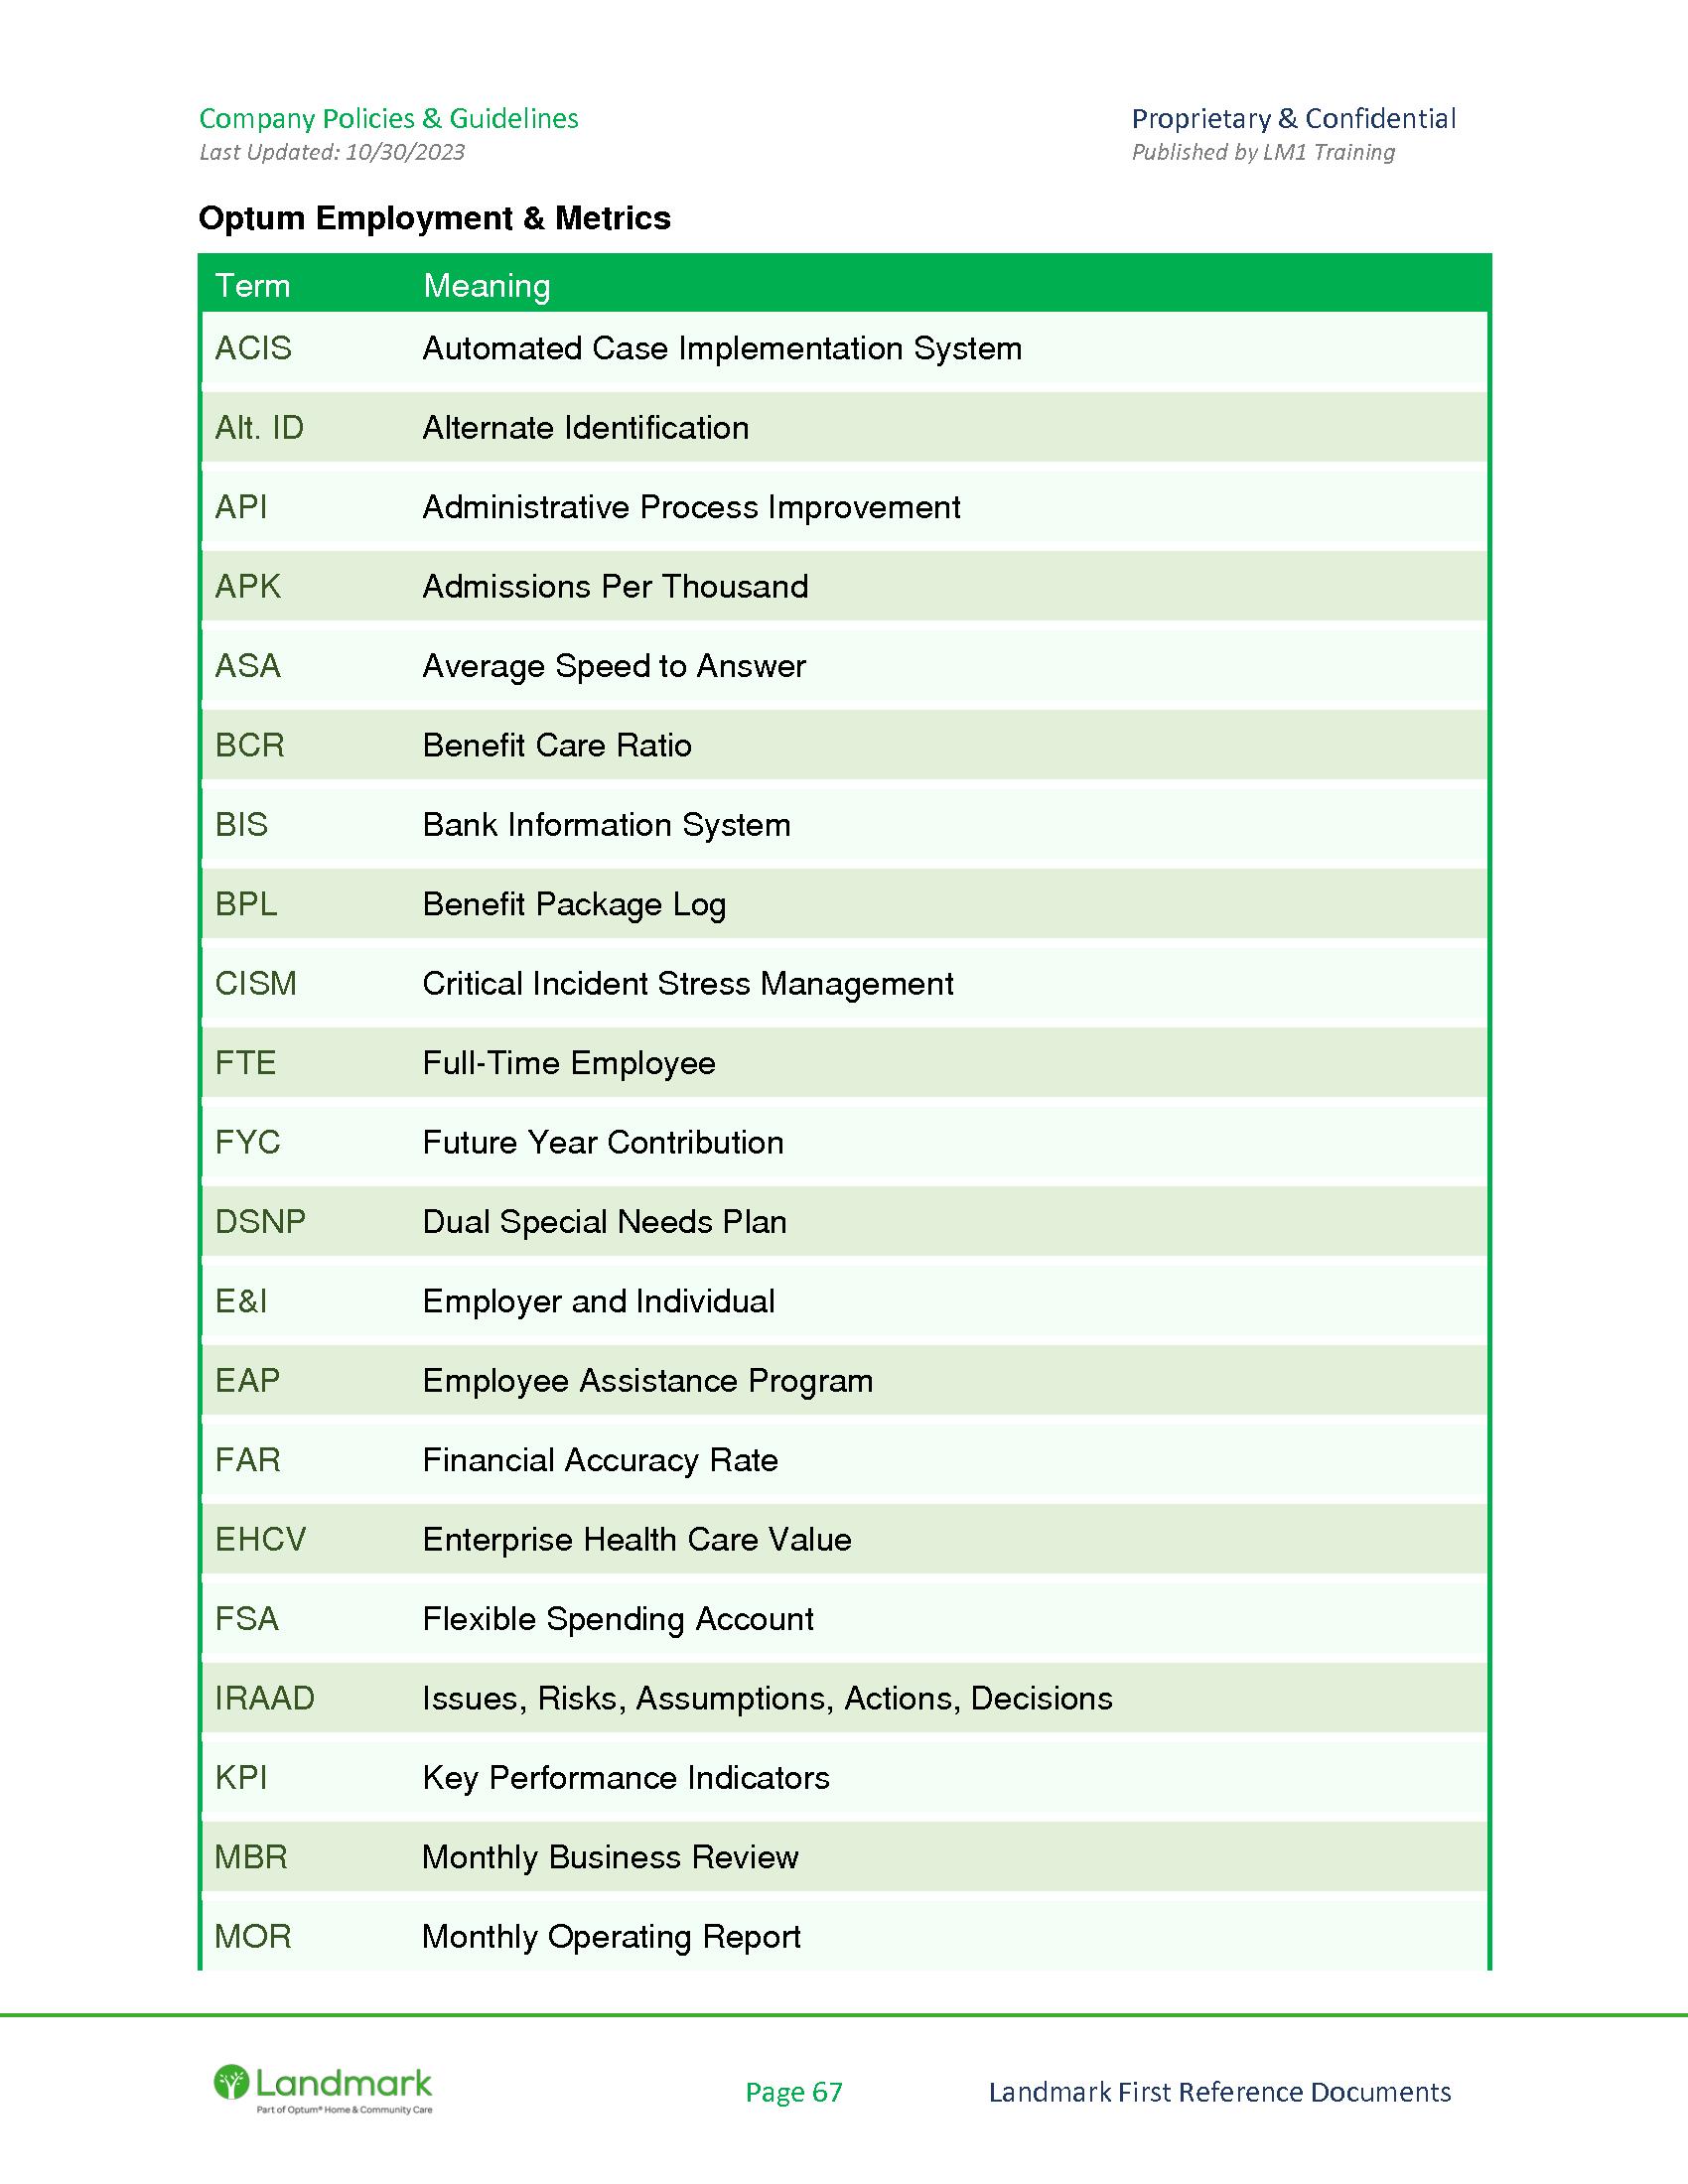 Company Policies & Guidelines Proprietary & Confidential
Last Updated: 10/30/2023 Published by LM1 Training
Optum Employment & Metrics
Term Meaning
ACIS Automated Case Implementation System
Alt. ID Alternate Identification
API Administrative Process Improvement
APK Admissions Per Thousand
ASA Average Speed to Answer
BCR Benefit Care Ratio
BIS Bank Information System
BPL Benefit Package Log
CISM Critical Incident Stress Management
FTE Full-Time Employee
FYC Future Year Contribution
DSNP Dual Special Needs Plan
E&I Employer and Individual
EAP Employee Assistance Program
FAR Financial Accuracy Rate
EHCV Enterprise Health Care Value
FSA Flexible Spending Account
IRAAD Issues, Risks, Assumptions, Actions, Decisions
KPI Key Performance Indicators
MBR Monthly Business Review
MOR Monthly Operating Report
Landmark
Part of Optum® Home & Community Care
Page 67 Landmark First Reference Documents